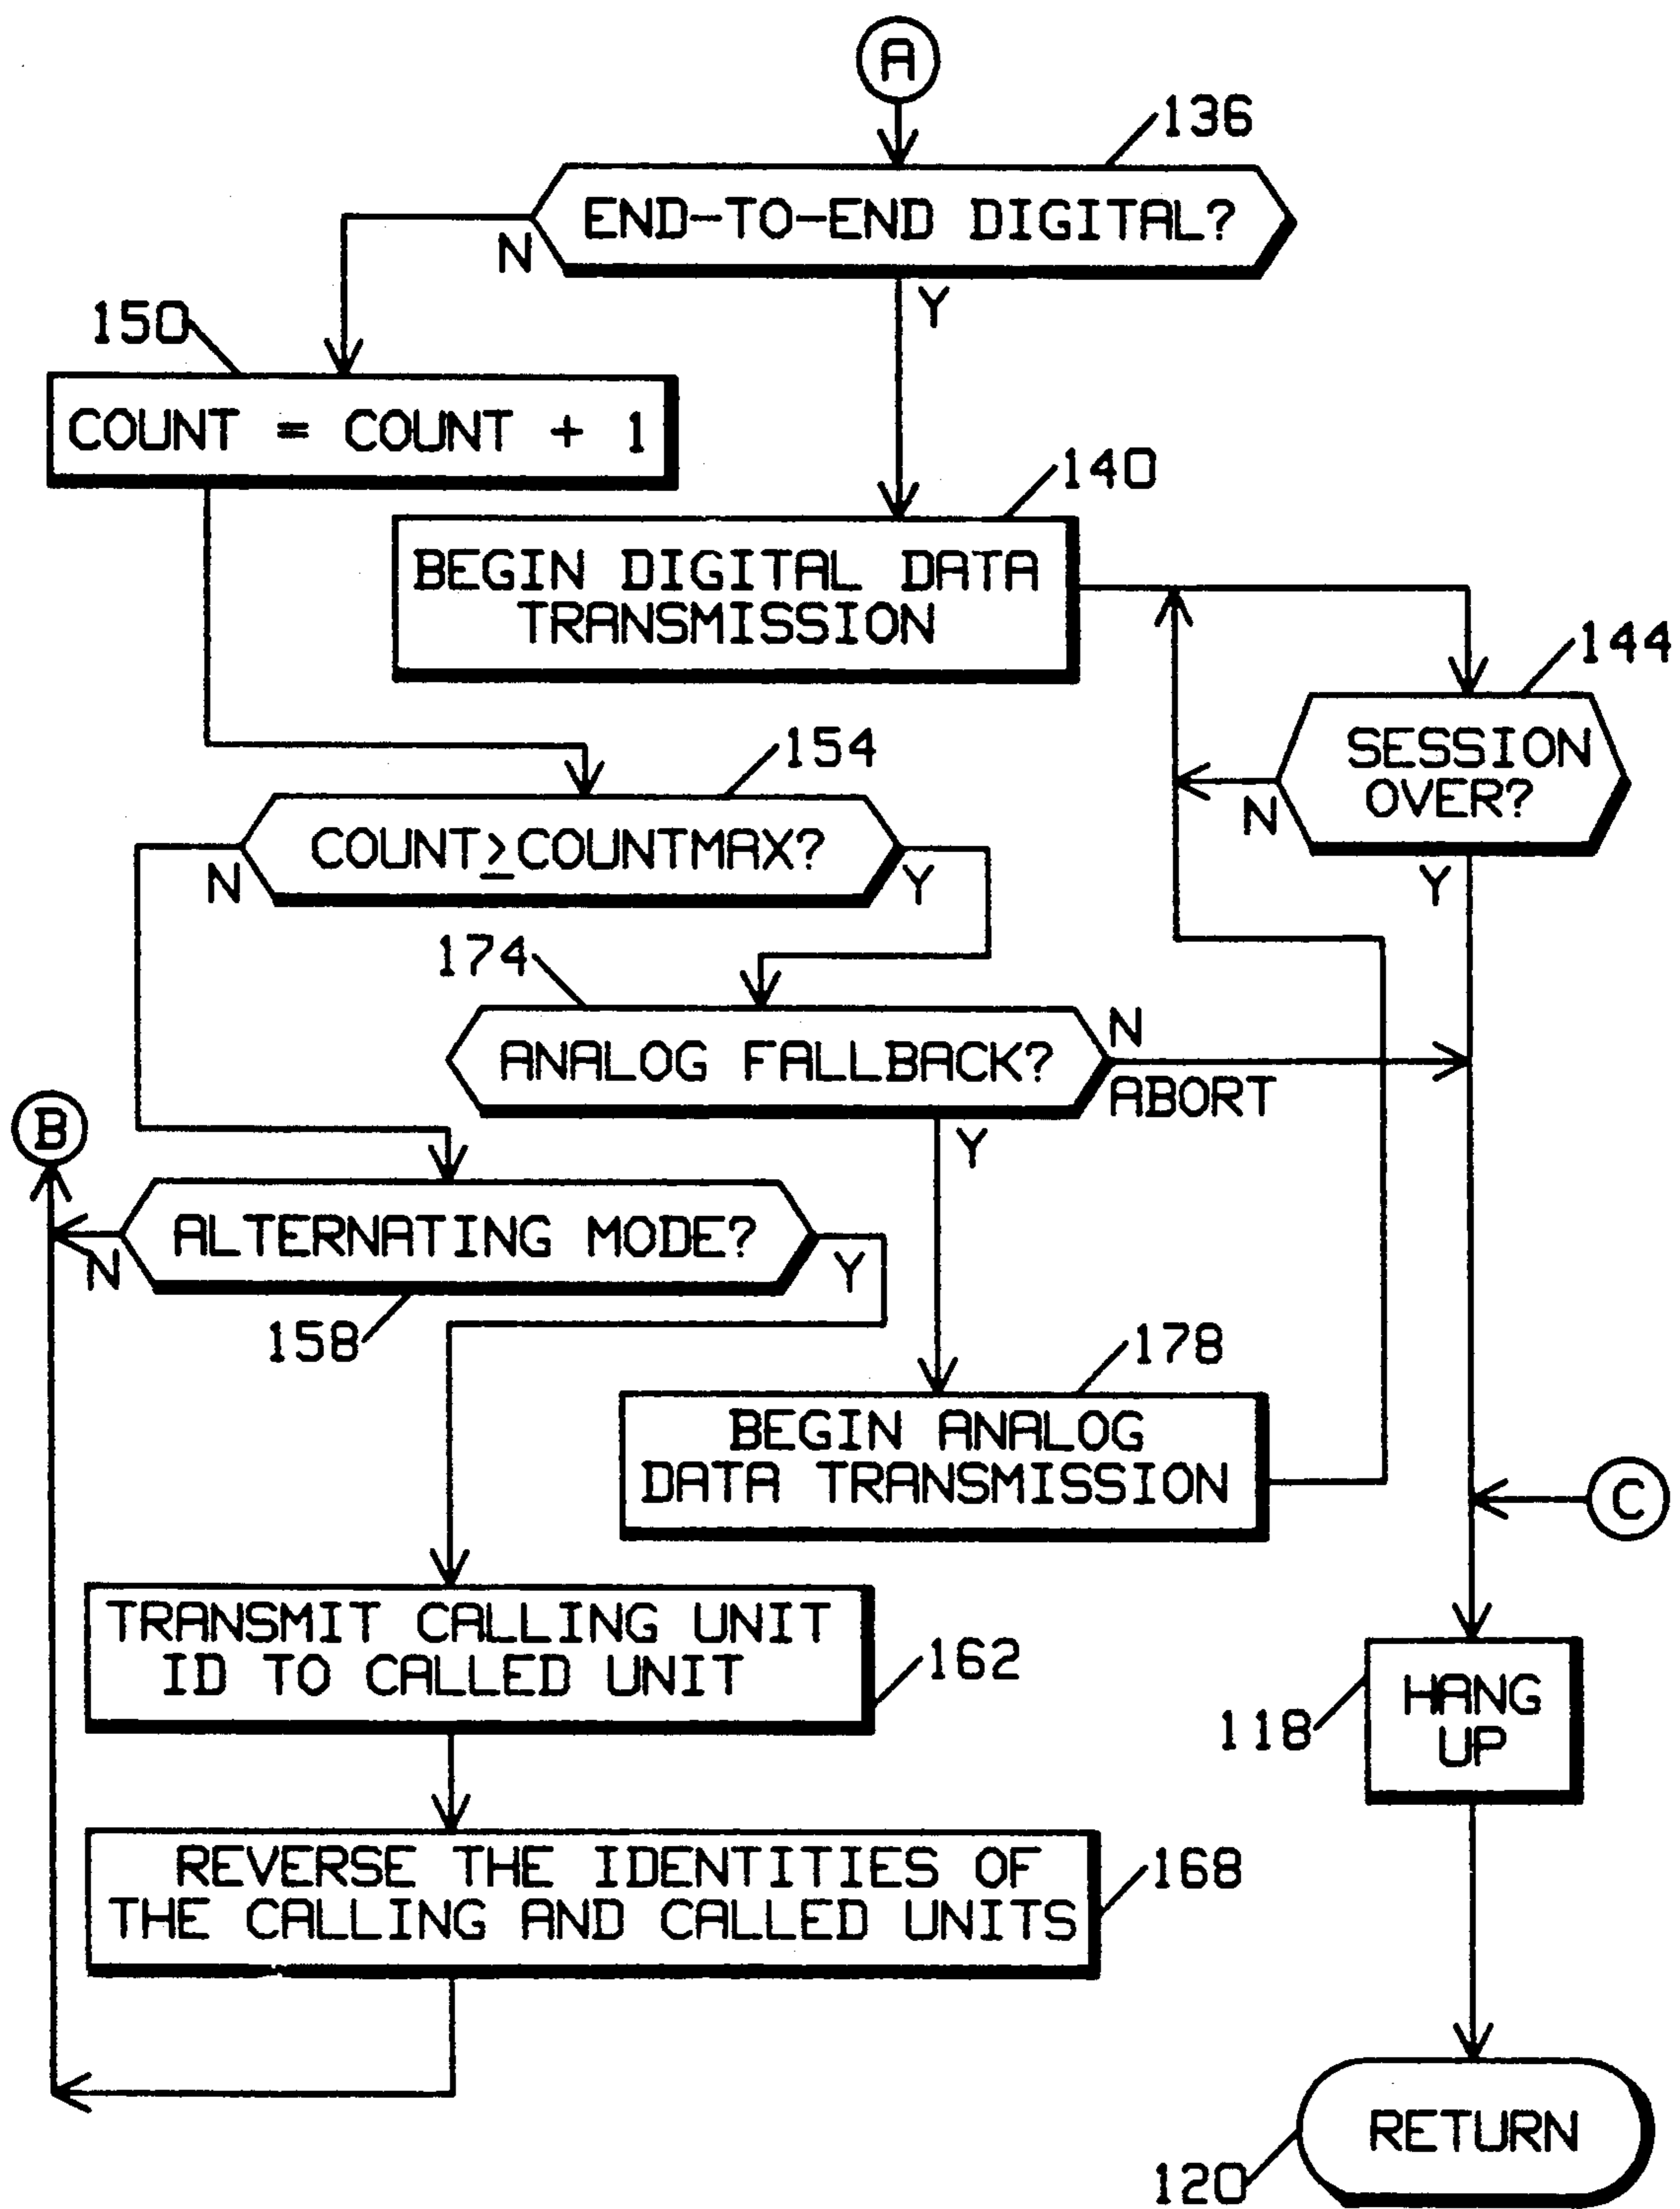 A
136
END-TO-END DIGITAL?
N
Y
150
COUNT = COUNT + 1
140
BEGIN DIGITAL DATA
TRANSMISSION
144
SESSION
OVER?
N
Y
154
COUNT≥COUNTMAX?
N
Y
174
ANALOG FALLBACK?
N
ABORT
Y
B
ALTERNATING MODE?
N
Y
158
178
BEGIN ANALOG
DATA TRANSMISSION
C
TRANSMIT CALLING UNIT
ID TO CALLED UNIT
162
HANG
UP
118
REVERSE THE IDENTITIES OF
THE CALLING AND CALLED UNITS
168
RETURN
120